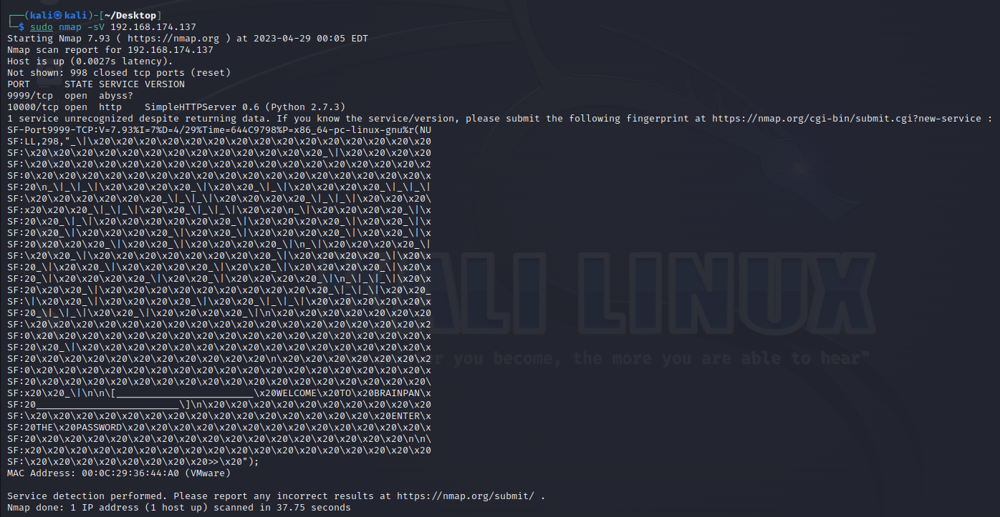 ┌──(kali㉿kali)-[~/Desktop]
└─$ sudo nmap -sV 192.168.174.137
Starting Nmap 7.93 ( https://nmap.org ) at 2023-04-29 00:05 EDT
Nmap scan report for 192.168.174.137
Host is up (0.0027s latency).
Not shown: 998 closed tcp ports (reset)
PORT      STATE SERVICE VERSION
9999/tcp  open  abyss?
10000/tcp open  http    SimpleHTTPServer 0.6 (Python 2.7.3)
1 service unrecognized despite returning data. If you know the service/version, please submit the following fingerprint at https://nmap.org/cgi-bin/submit.cgi?new-service :
SF-Port9999-TCP:V=7.93%I=7%D=4/29%Time=644C9798%P=x86_64-pc-linux-gnu%r(NU
SF:LL,298,"_\|\x20\x20\x20\x20\x20\x20\x20\x20\x20\x20\x20\x20\x20\x20\x20
SF:\x20\x20\x20\x20\x20\x20\x20\x20\x20\x20\x20\x20\x20_\|\x20\x20\x20\x20
SF:\x20\x20\x20\x20\x20\x20\x20\x20\x20\x20\x20\x20\x20\x20\x20\x20\x20\x2
SF:0\x20\x20\x20\x20\x20\x20\x20\x20\x20\x20\x20\x20\x20\x20\x20\x20\x20\x
SF:20\n_\|_\|_\|\x20\x20\x20\x20_\|\x20\x20_\|_\|\x20\x20\x20\x20_\|_\|_\|
SF:\x20\x20\x20\x20\x20\x20_\|_\|_\|\x20\x20\x20\x20_\|_\|_\|\x20\x20\x20\
SF:x20\x20\x20_\|_\|_\|\x20\x20_\|_\|_\|\x20\x20\n_\|\x20\x20\x20\x20_\|\x
SF:20\x20_\|_\|\x20\x20\x20\x20\x20\x20_\|\x20\x20\x20\x20_\|\x20\x20_\|\x
SF:20\x20_\|\x20\x20\x20\x20_\|\x20\x20_\|\x20\x20\x20\x20_\|\x20\x20_\|\x
SF:20\x20\x20\x20_\|\x20\x20_\|\x20\x20\x20\x20_\|\n_\|\x20\x20\x20\x20_\|
SF:\x20\x20_\|\x20\x20\x20\x20\x20\x20\x20\x20_\|\x20\x20\x20\x20_\|\x20\x
SF:20_\|\x20\x20_\|\x20\x20\x20\x20_\|\x20\x20_\|\x20\x20\x20\x20_\|\x20\x
SF:20_\|\x20\x20\x20\x20_\|\x20\x20_\|\x20\x20\x20\x20_\|\n_\|_\|_\|\x20\x
SF:20\x20\x20_\|\x20\x20\x20\x20\x20\x20\x20\x20\x20\x20_\|_\|_\|\x20\x20_
SF:\|\x20\x20_\|\x20\x20\x20\x20_\|\x20\x20_\|_\|_\|\x20\x20\x20\x20\x20\x
SF:20_\|_\|_\|\x20\x20_\|\x20\x20\x20\x20_\|\n\x20\x20\x20\x20\x20\x20\x20
SF:\x20\x20\x20\x20\x20\x20\x20\x20\x20\x20\x20\x20\x20\x20\x20\x20\x20\x2
SF:0\x20\x20\x20\x20\x20\x20\x20\x20\x20\x20\x20\x20\x20\x20\x20\x20\x20\x
SF:20\x20_\|\x20\x20\x20\x20\x20\x20\x20\x20\x20\x20\x20\x20\x20\x20\x20\x
SF:20\x20\x20\x20\x20\x20\x20\x20\x20\x20\x20\n\x20\x20\x20\x20\x20\x20\x2
SF:0\x20\x20\x20\x20\x20\x20\x20\x20\x20\x20\x20\x20\x20\x20\x20\x20\x20\x
SF:20\x20\x20\x20\x20\x20\x20\x20\x20\x20\x20\x20\x20\x20\x20\x20\x20\x20\
SF:x20\x20_\|\n\n\[________________________\x20WELCOME\x20TO\x20BRAINPAN\x
SF:20_________________________\]\n\x20\x20\x20\x20\x20\x20\x20\x20\x20\x20
SF:\x20\x20\x20\x20\x20\x20\x20\x20\x20\x20\x20\x20\x20\x20\x20\x20ENTER\x
SF:20THE\x20PASSWORD\x20\x20\x20\x20\x20\x20\x20\x20\x20\x20\x20\x20\x20\x
SF:20\x20\x20\x20\x20\x20\x20\x20\x20\x20\x20\x20\x20\x20\x20\x20\x20\n\n\
SF:x20\x20\x20\x20\x20\x20\x20\x20\x20\x20\x20\x20\x20\x20\x20\x20\x20\x20
SF:\x20\x20\x20\x20\x20\x20\x20\x20>>\x20");
MAC Address: 00:0C:29:36:44:A0 (VMware)
Service detection performed. Please report any incorrect results at https://nmap.org/submit/ .
Nmap done: 1 IP address (1 host up) scanned in 37.75 seconds
ALI LINUX
you become, the more you are able to hear"